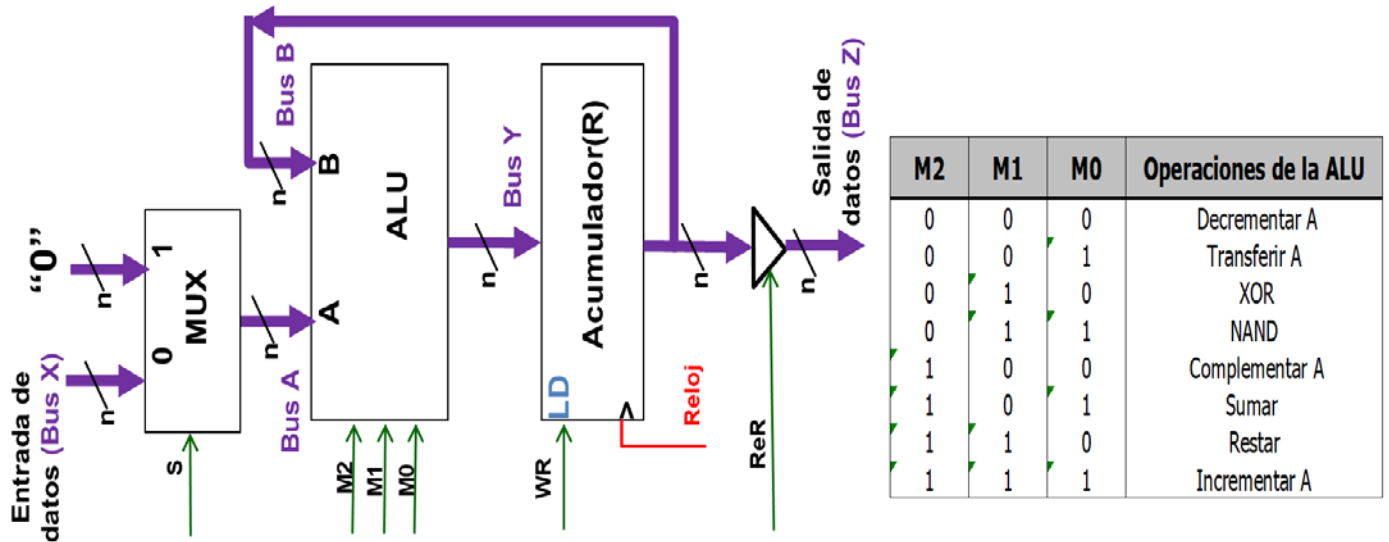 Entrada de
datos (Bus X)
n
"0"
n
0
1
MUX
S
n
Bus A
Bus B
n
A
B
ALU
M2
M1
M0
n
Bus Y
Acumulador(R)
LD
>
WR
Reloj
n
ReR
n
Salida de
datos (Bus Z)
M2 M1 M0 Operaciones de la ALU
0 0 0 Decrementar A
0 0 1 Transferir A
0 1 0 XOR
0 1 1 NAND
1 0 0 Complementar A
1 0 1 Sumar
1 1 0 Restar
1 1 1 Incrementar A